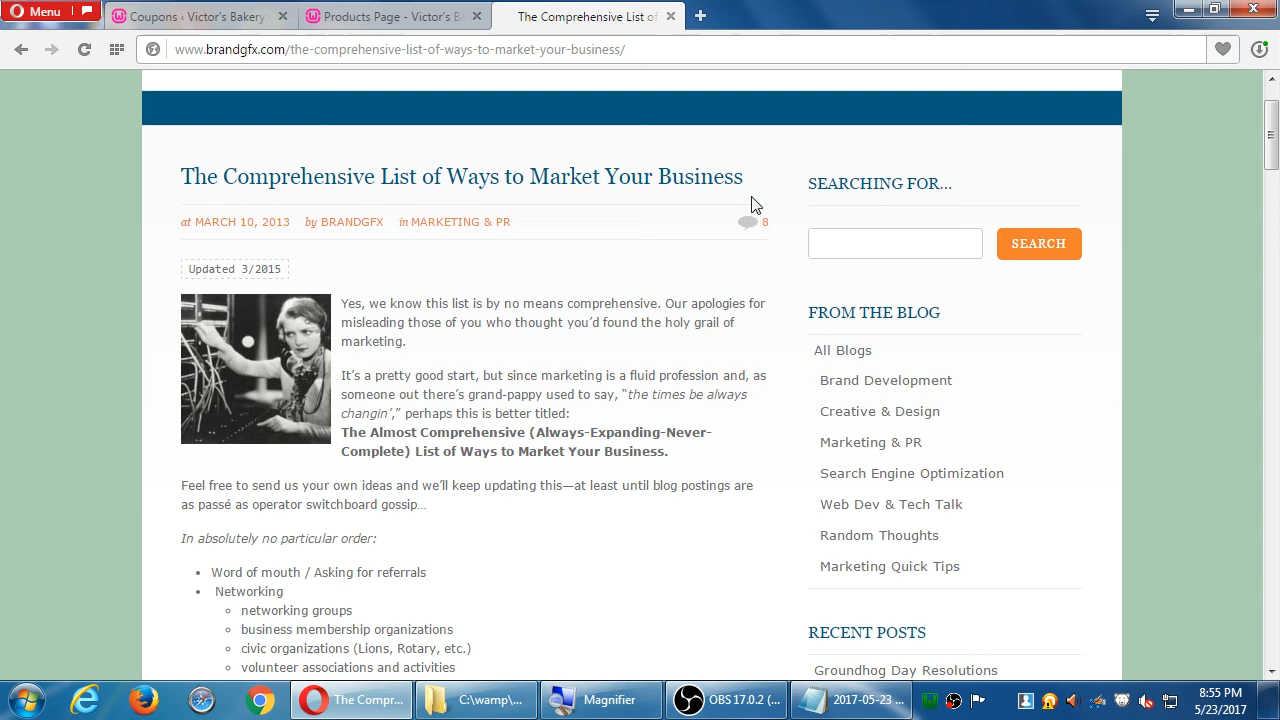 Menu
Coupons ‹ Victor's Bakery
Products Page - Victor's Ba
The Comprehensive List of
www.brandgfx.com/the-comprehensive-list-of-ways-to-market-your-business/
The Comprehensive List of Ways to Market Your Business
at MARCH 10, 2013 by BRANDGFX in MARKETING & PR 8
Updated 3/2015
Yes, we know this list is by no means comprehensive. Our apologies for
misleading those of you who thought you’d found the holy grail of
marketing.
It’s a pretty good start, but since marketing is a fluid profession and, as
someone out there’s grand-pappy used to say, “the times be always
changin’,” perhaps this is better titled:
The Almost Comprehensive (Always-Expanding-Never-
Complete) List of Ways to Market Your Business.
Feel free to send us your own ideas and we’ll keep updating this—at least until blog postings are
as passé as operator switchboard gossip…
In absolutely no particular order:
• Word of mouth / Asking for referrals
• Networking
◦ networking groups
◦ business membership organizations
◦ civic organizations (Lions, Rotary, etc.)
◦ volunteer associations and activities
SEARCHING FOR…
SEARCH
FROM THE BLOG
All Blogs
Brand Development
Creative & Design
Marketing & PR
Search Engine Optimization
Web Dev & Tech Talk
Random Thoughts
Marketing Quick Tips
RECENT POSTS
Groundhog Day Resolutions
The Compr...
C:\wamp\...
Magnifier
OBS 17.0.2 (...
2017-05-23 ...
8:55 PM
5/23/2017